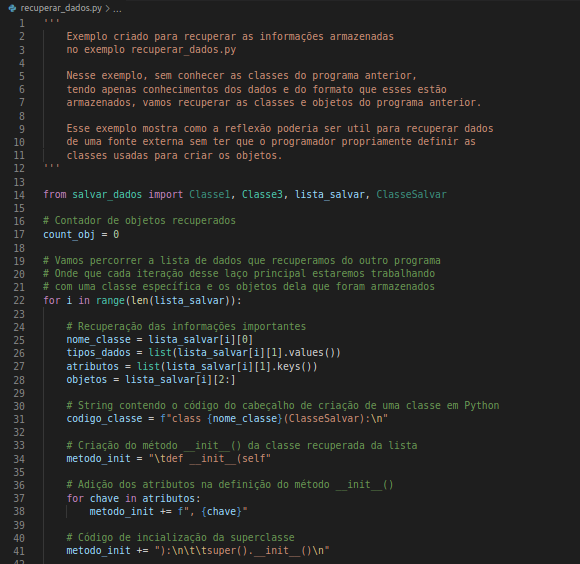 recuperar_dados.py > ...
1 '''
2 Exemplo criado para recuperar as informações armazenadas
3 no exemplo recuperar_dados.py
4
5 Nesse exemplo, sem conhecer as classes do programa anterior,
6 tendo apenas conhecimentos dos dados e do formato que esses estão
7 armazenados, vamos recuperar as classes e objetos do programa anterior.
8
9 Esse exemplo mostra como a reflexão poderia ser util para recuperar dados
10 de uma fonte externa sem ter que o programador propriamente definir as
11 classes usadas para criar os objetos.
12 '''
13
14 from salvar_dados import Classe1, Classe3, lista_salvar, ClasseSalvar
15
16 # Contador de objetos recuperados
17 count_obj = 0
18
19 # Vamos percorrer a lista de dados que recuperamos do outro programa
20 # Onde que cada iteração desse laço principal estaremos trabalhando
21 # com uma classe específica e os objetos dela que foram armazenados
22 for i in range(len(lista_salvar)):
23
24 # Recuperação das informações importantes
25 nome_classe = lista_salvar[i][0]
26 tipos_dados = list(lista_salvar[i][1].values())
27 atributos = list(lista_salvar[i][1].keys())
28 objetos = lista_salvar[i][2:]
29
30 # String contendo o código do cabeçalho de criação de uma classe em Python
31 codigo_classe = f"class {nome_classe}(ClasseSalvar):\n"
32
33 # Criação do método __init__() da classe recuperada da lista
34 metodo_init = "\tdef __init__(self"
35
36 # Adição dos atributos na definição do método __init__()
37 for chave in atributos:
38 metodo_init += f", {chave}"
39
40 # Código de incialização da superclasse
41 metodo_init += "):\n\t\tsuper().__init__()\n"
42